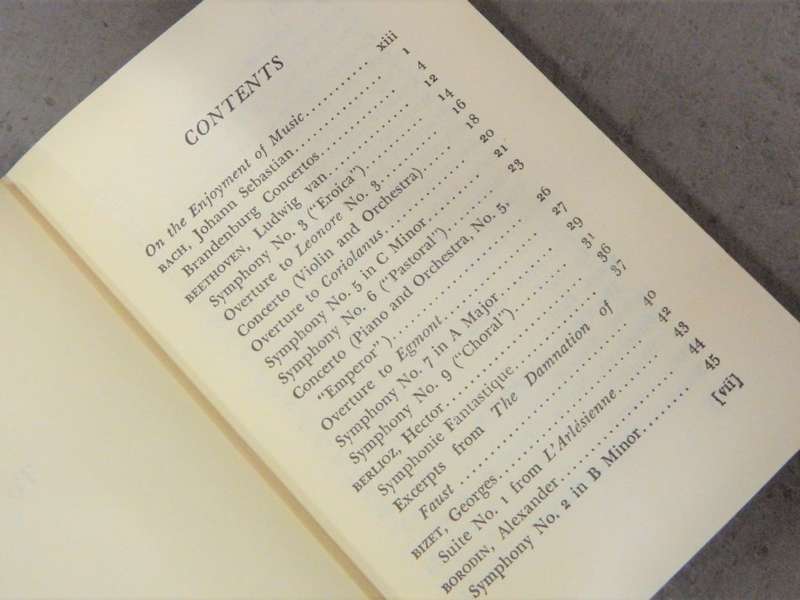 CONTENTS
On the Enjoyment of Music.......... xiii
BACH, Johann Sebastian.......... 1
Brandenburg Concertos.......... 4
BEETHOVEN, Ludwig van.......... 12
Symphony No. 3 ("Eroica").......... 14
Overture to Leonore No. 3.......... 16
Concerto (Violin and Orchestra).......... 18
Overture to Coriolanus.......... 20
Symphony No. 5 in C Minor.......... 21
Symphony No. 6 ("Pastoral").......... 23
Concerto (Piano and Orchestra, No. 5,
"Emperor").......... 26
Overture to Egmont.......... 27
Symphony No. 7 in A Major.......... 29
Symphony No. 9 ("Choral").......... 31
BERLIOZ, Hector.......... 36
Symphonie Fantastique.......... 37
Excerpts from The Damnation of
Faust.......... 40
BIZET, Georges.......... 42
Suite No. 1 from L'Arlésienne.......... 43
BORODIN, Alexander.......... 44
Symphony No. 2 in B Minor.......... 45
[vii]